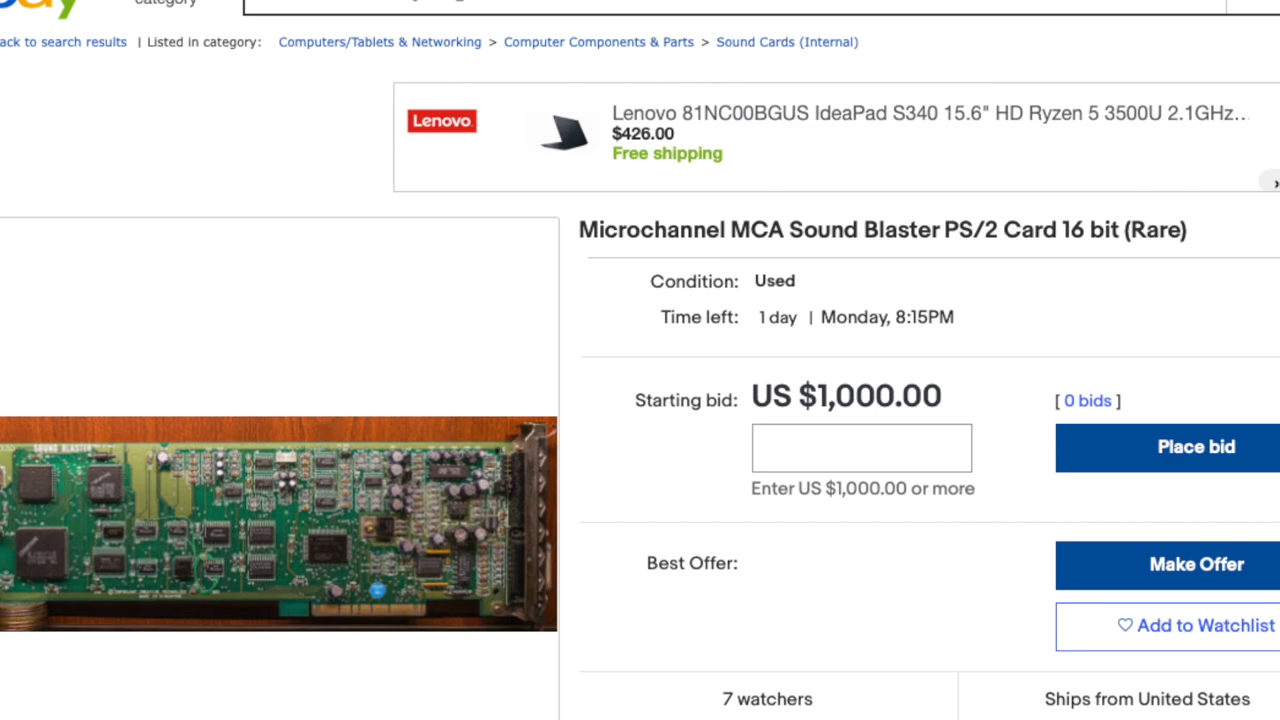 category
ack to search results | Listed in category: Computers/Tablets & Networking > Computer Components & Parts > Sound Cards (Internal)
Lenovo.
Lenovo 81NC00BGUS IdeaPad S340 15.6" HD Ryzen 5 3500U 2.1GHz...
$426.00
Free shipping
Microchannel MCA Sound Blaster PS/2 Card 16 bit (Rare)
Condition: Used
Time left: 1 day | Monday, 8:15PM
Starting bid: US $1,000.00 [ 0 bids ]
Place bid
Enter US $1,000.00 or more
Best Offer:
Make Offer
♡ Add to Watchlist
7 watchers
Ships from United States
SOUND BLASTER